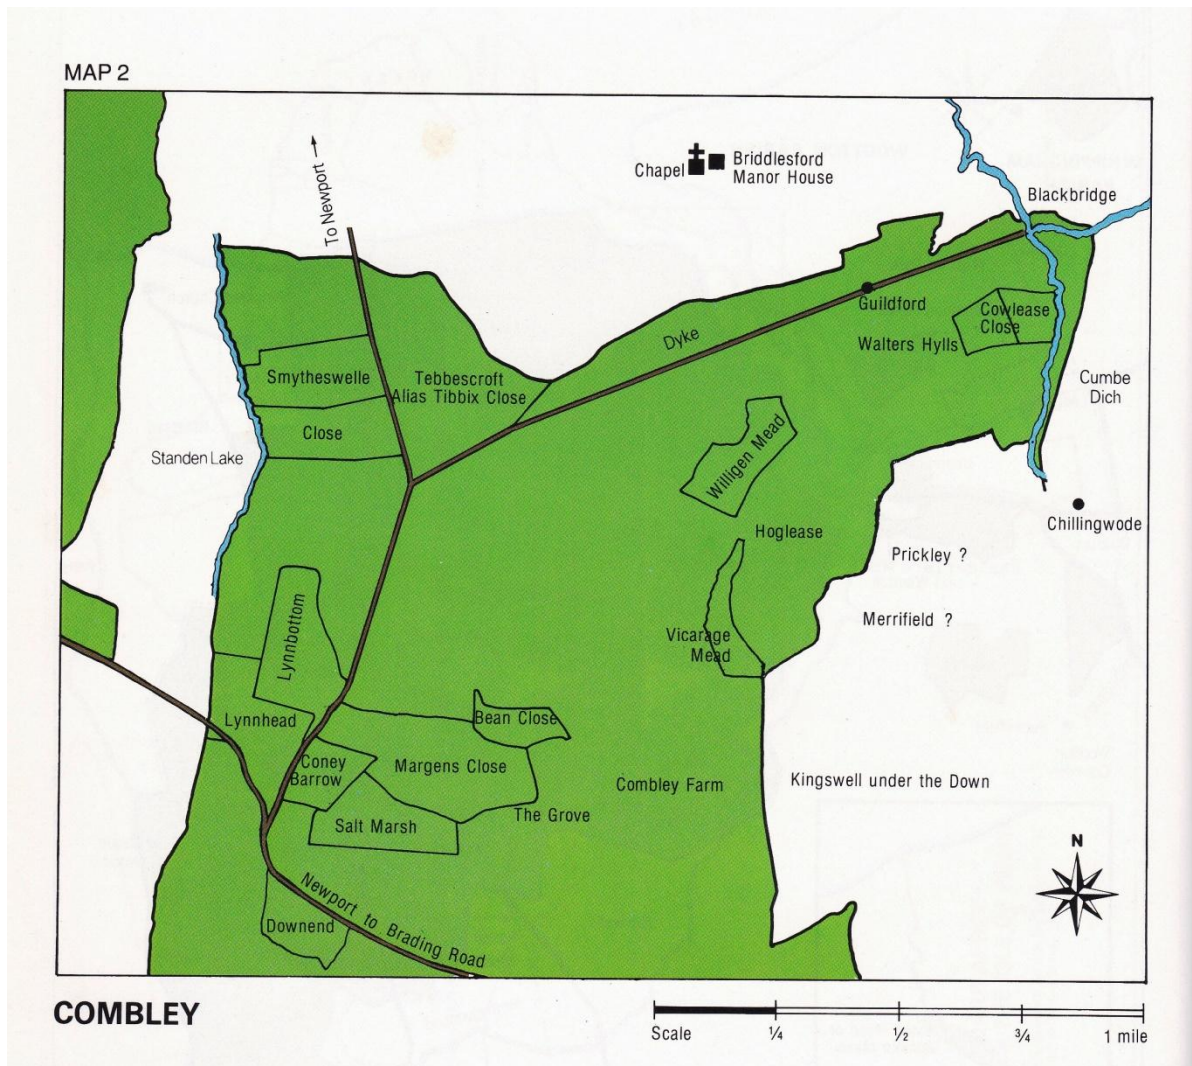 MAP 2
To Newport
Chapel
Briddlesford
Manor House
Blackbridge
Guildford
Cowlease
Close
Dyke
Walters Hylls
Smytheswelle
Tebbescroft
Alias Tibbix Close
Cumbe
Dich
Close
Standen Lake
Willigen Mead
Chillingwode
Hoglease
Prickley ?
Merrifield ?
Lynnbottom
Vicarage
Mead
Lynnhead
Bean Close
Coney
Barrow
Margens Close
Combley Farm
Kingswell under the Down
The Grove
Salt Marsh
N
Newport to Brading Road
Downend
COMBLEY
Scale
¼
½
¾
1 mile